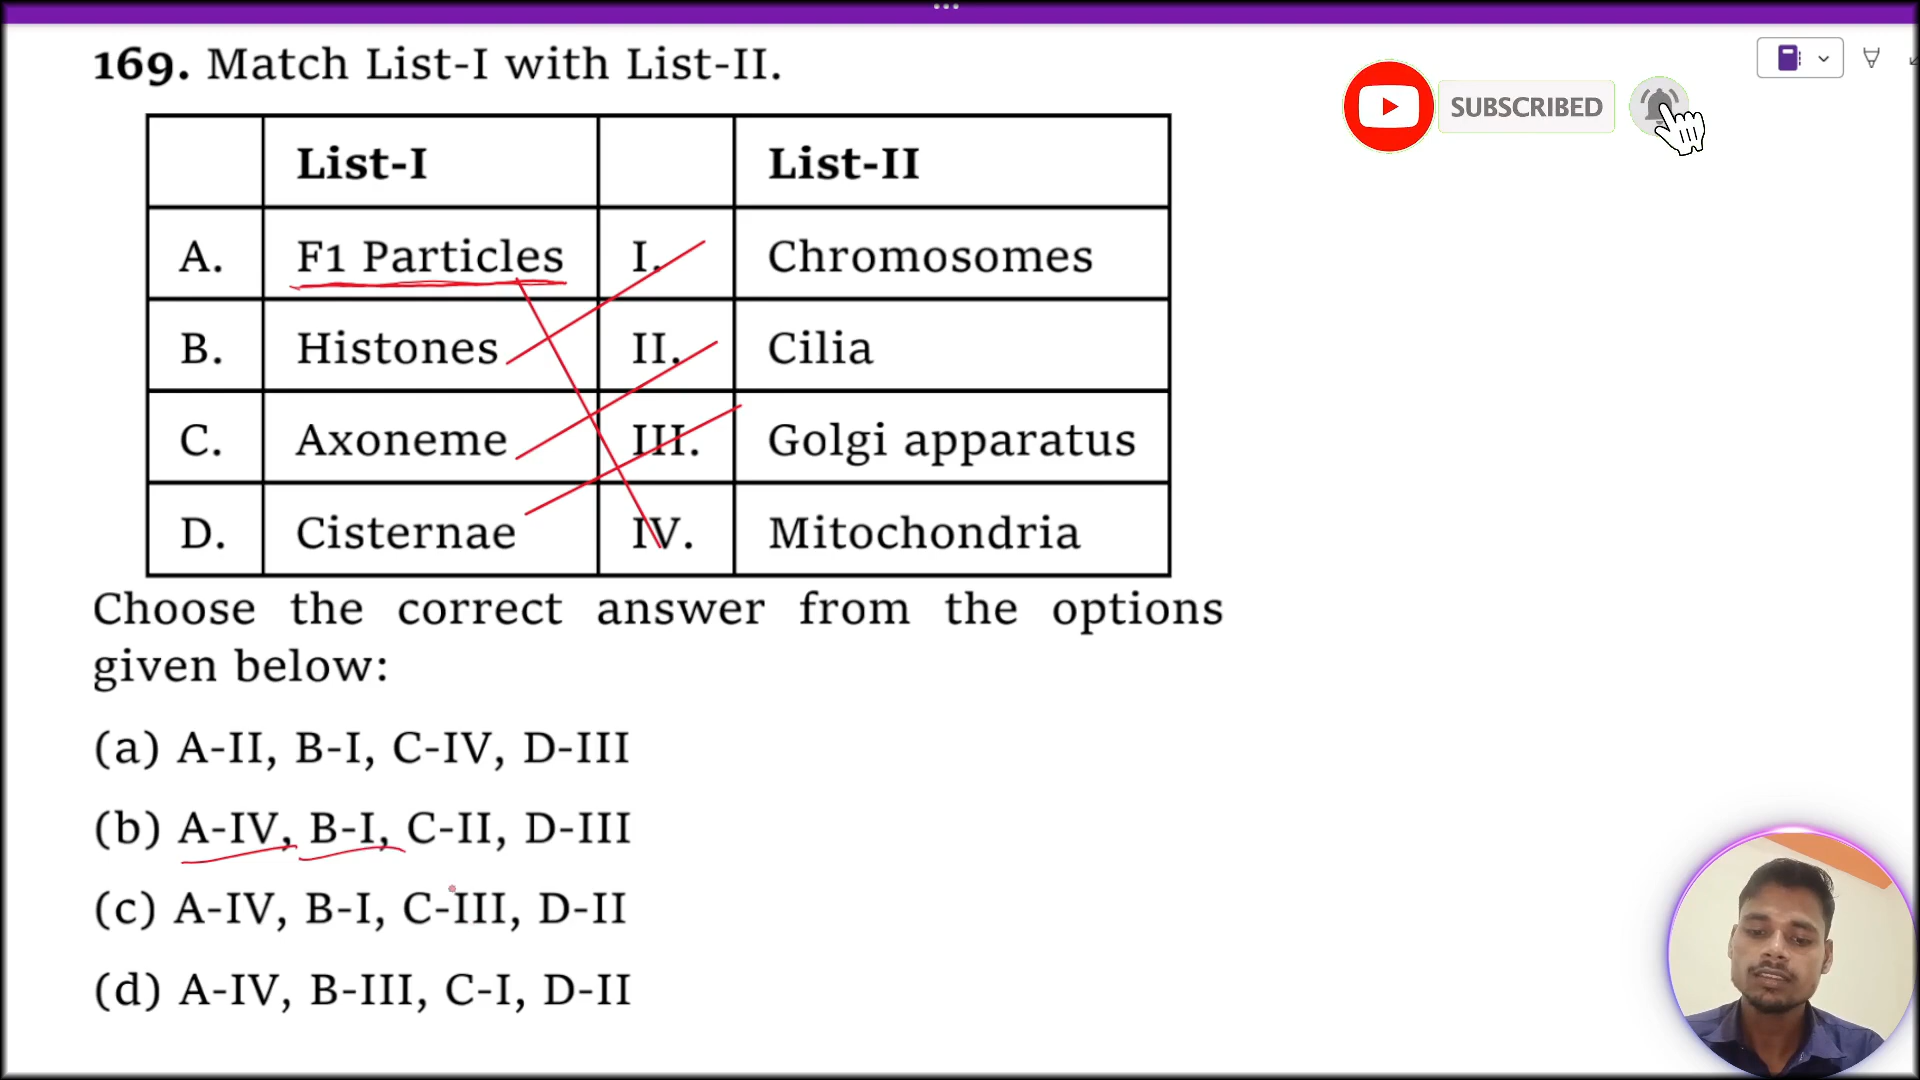 169. Match List-I with List-II.
SUBSCRIBED
List-I List-II
A. F1 Particles I. Chromosomes
B. Histones II. Cilia
C. Axoneme III. Golgi apparatus
D. Cisternae IV. Mitochondria
Choose the correct answer from the options
given below:
(a) A-II, B-I, C-IV, D-III
(b) A-IV, B-I, C-II, D-III
(c) A-IV, B-I, C-III, D-II
(d) A-IV, B-III, C-I, D-II